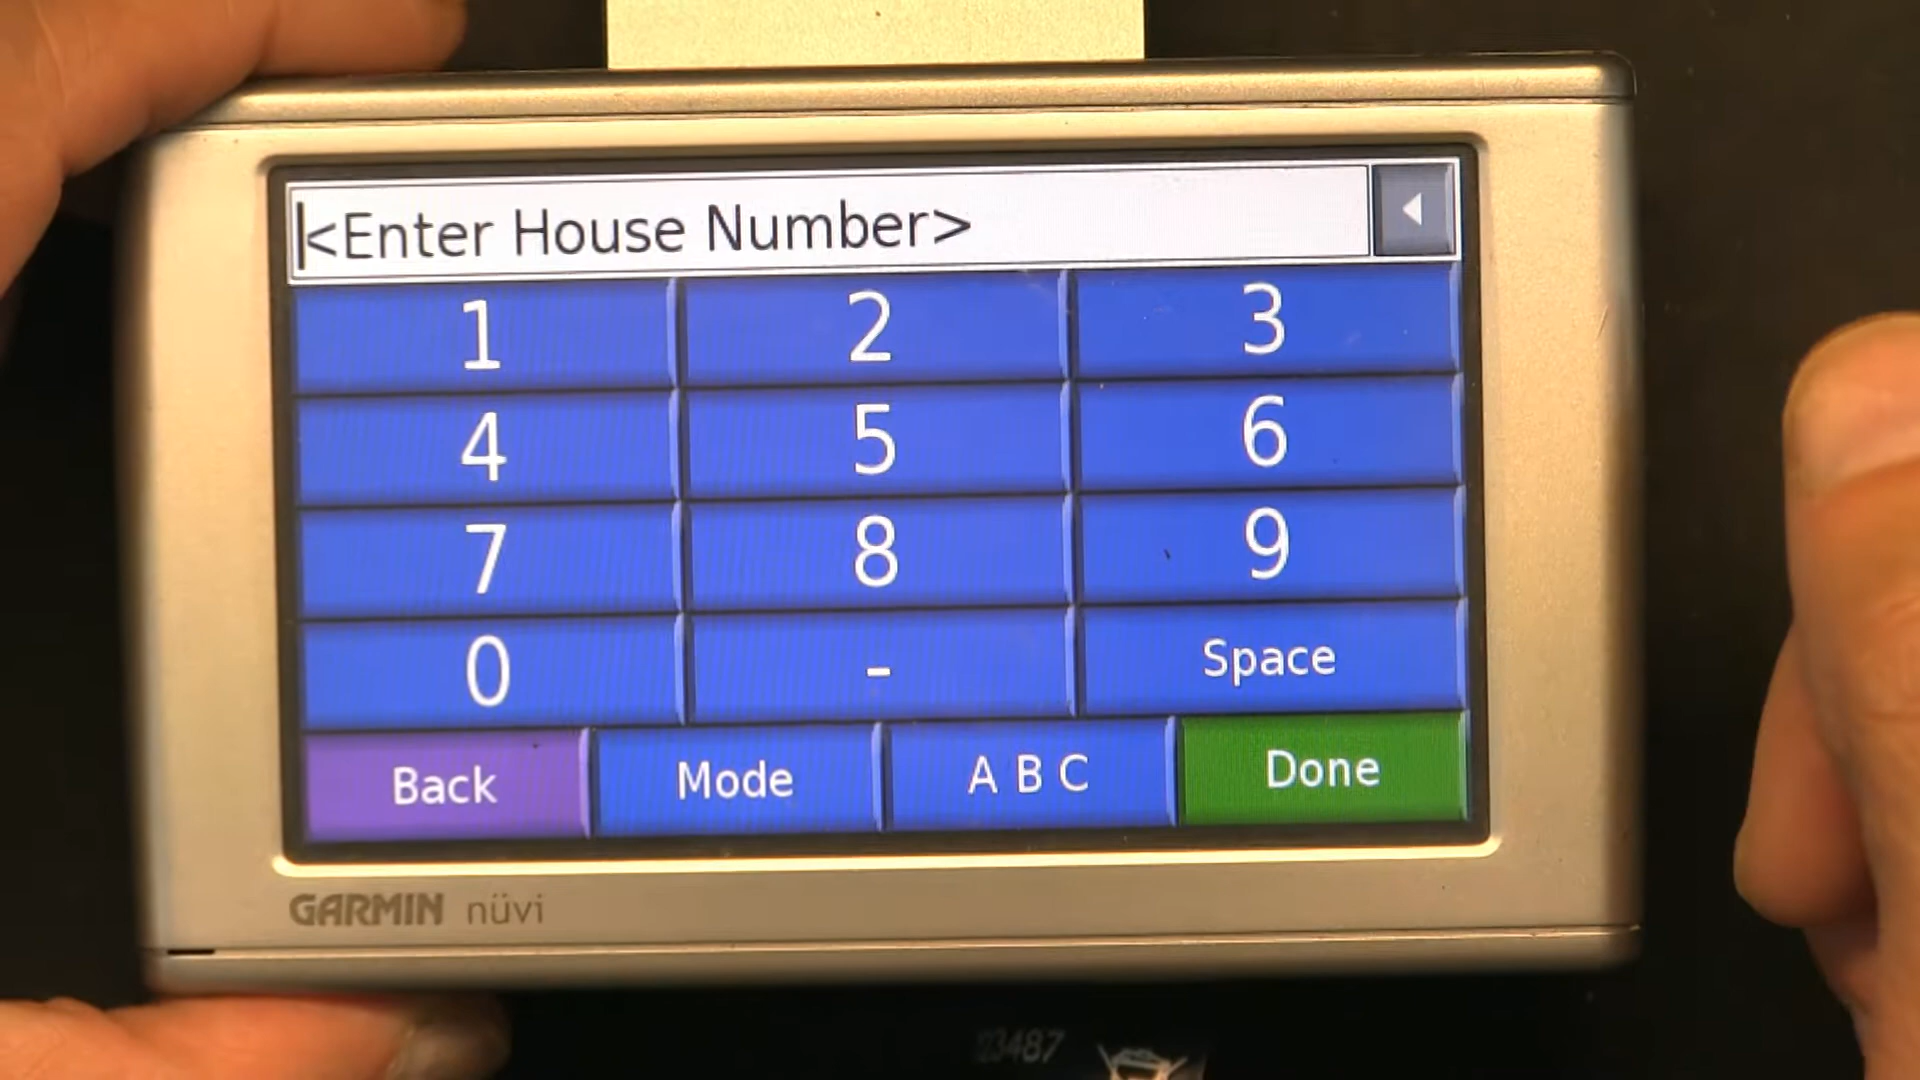 <Enter House Number>
1 2 3
4 5 6
7 8 9
0 - Space
Back Mode A B C Done
GARMIN nüvi